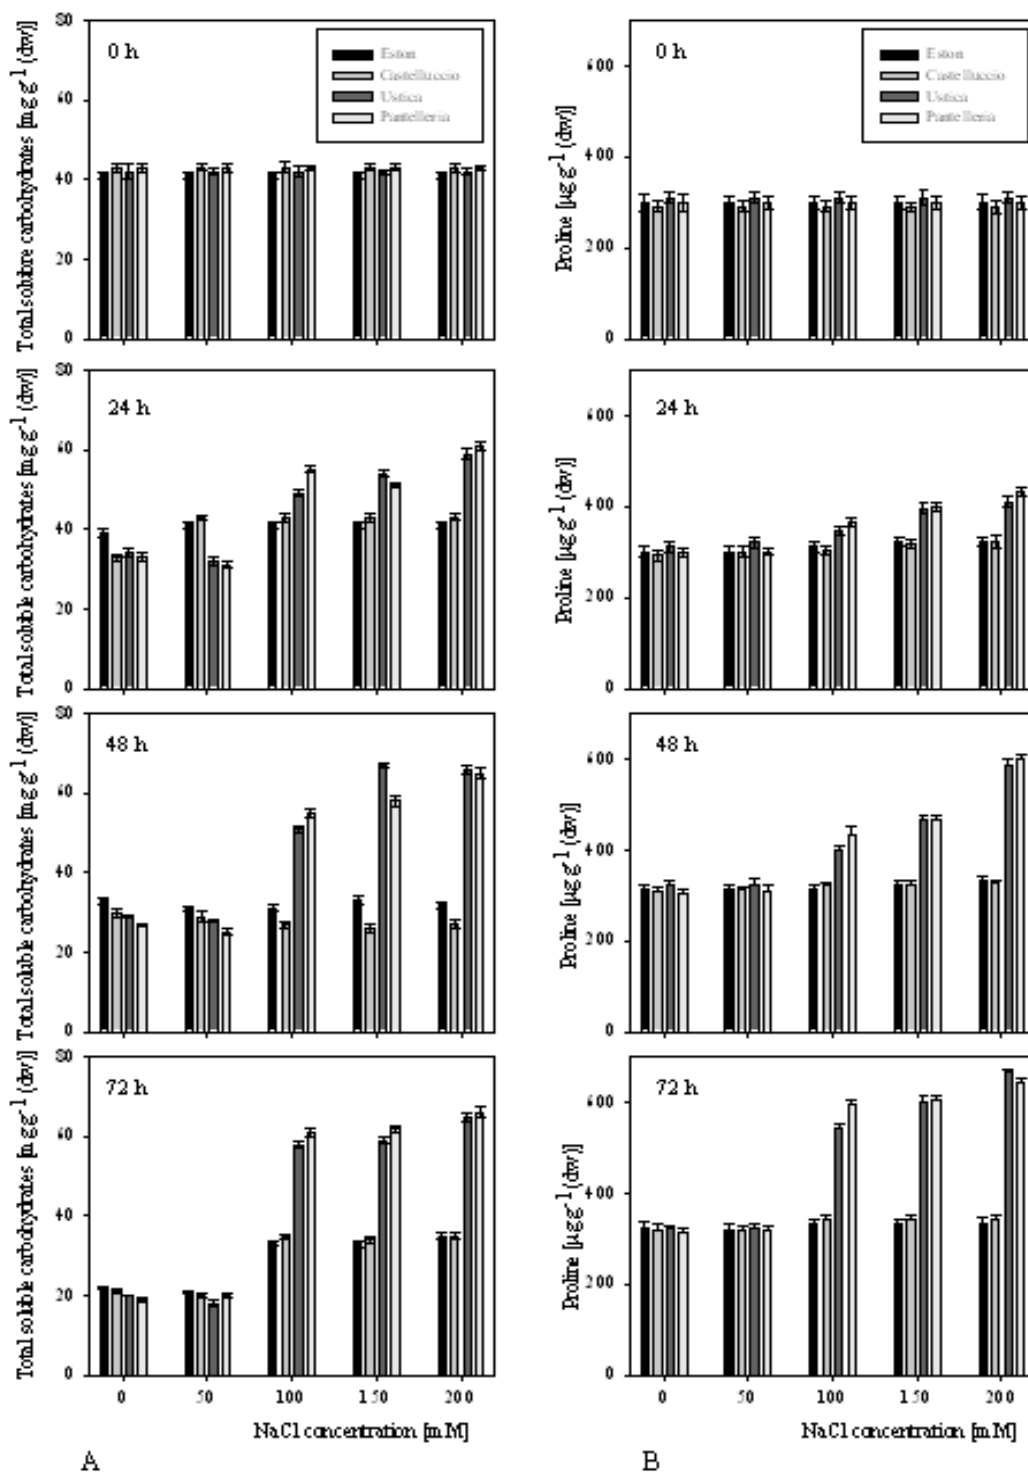 Total soluble carbohydrates [mg g-1 (dw)]
80
60
40
20
0
0 h
Eston
Castelluccio
Ustica
Pantelleria
Proline [µg g-1 (dw)]
600
400
200
0
0 h
Eston
Castelluccio
Ustica
Pantelleria
Total soluble carbohydrates [mg g-1 (dw)]
80
60
40
20
0
24 h
Proline [µg g-1 (dw)]
600
400
200
0
24 h
Total soluble carbohydrates [mg g-1 (dw)]
80
60
40
20
0
48 h
Proline [µg g-1 (dw)]
600
400
200
0
48 h
Total soluble carbohydrates [mg g-1 (dw)]
80
60
40
20
0
72 h
0 50 100 150 200
NaCl concentration [mM]
A
Proline [µg g-1 (dw)]
600
400
200
0
72 h
0 50 100 150 200
NaCl concentration [mM]
B